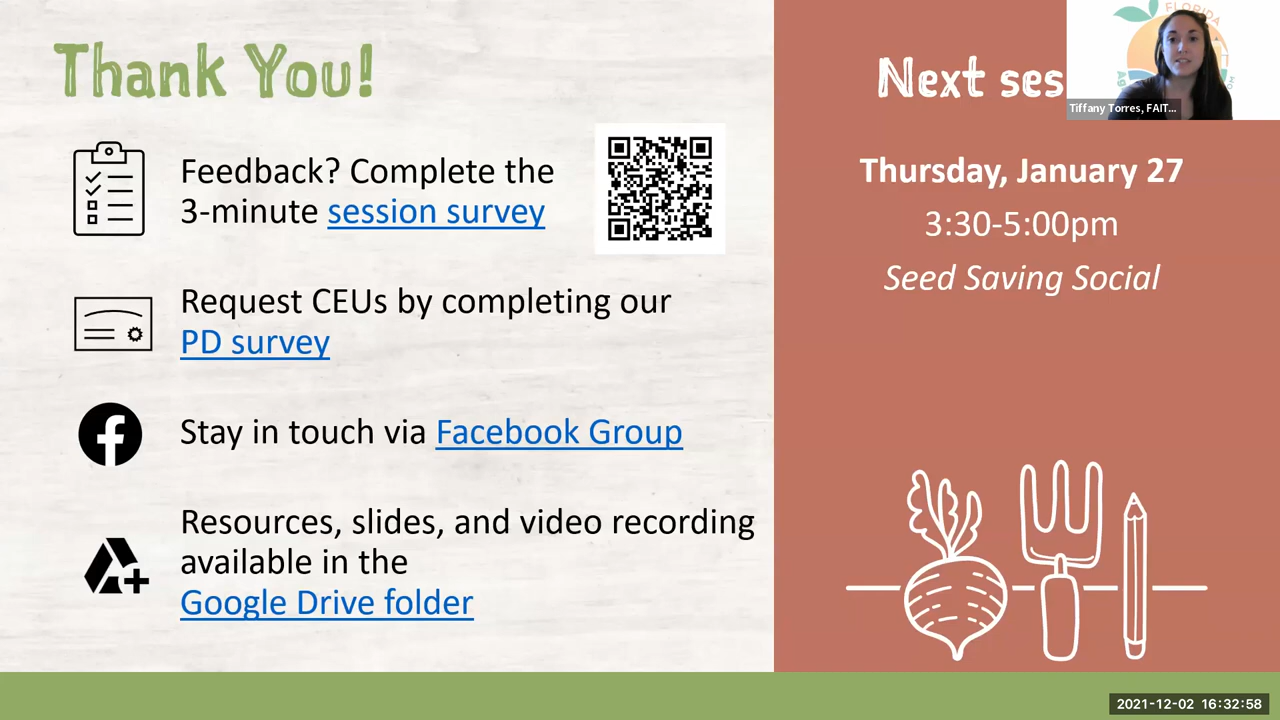 Thank You!
Feedback? Complete the
3-minute session survey
Request CEUs by completing our
PD survey
Stay in touch via Facebook Group
Resources, slides, and video recording
available in the
Google Drive folder
Next ses
Thursday, January 27
3:30-5:00pm
Seed Saving Social
FLORIDA
Tiffany Torres, FAIT...
2021-12-02 16:32:58